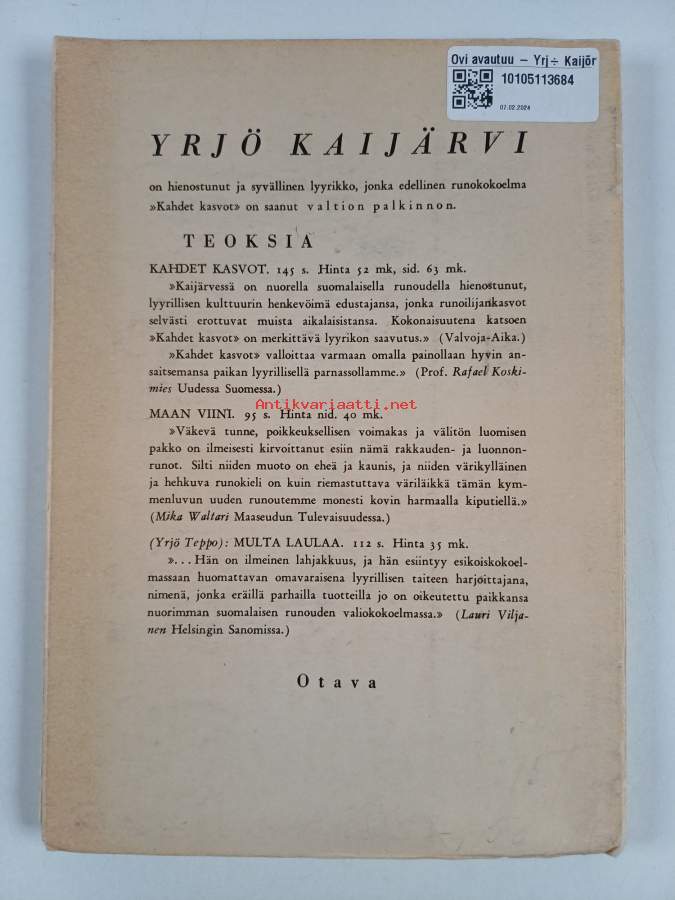 Ovi avautuu – Yrj÷ Kaijõr
10105113684
07.02.2024
YRJÖ KAIJÄRVI
on hienostunut ja syvällinen lyyrikko, jonka edellinen runokokoelma
»Kahdet kasvot» on saanut valtion palkinnon.
TEOKSIA
KAHDET KASVOT. 145 s. Hinta 52 mk, sid. 63 mk.
»Kaijärvessä on nuorella suomalaisella runoudella hienostunut,
lyyrillisen kulttuurin henkevöimä edustajansa, jonka runoilijankasvot
selvästi erottuvat muista aikalaisistansa. Kokonaisuutena katsoen
»Kahdet kasvot» on merkittävä lyyrikon saavutus.» (Valvoja-Aika.)
»Kahdet kasvot» valloittaa varmaan omalla painollaan hyvin an-
saitsemansa paikan lyyrillisellä parnassollamme.» (Prof. Rafael Koski-
mies Uudessa Suomessa.)
Antikvariaatti.net
MAAN VIINI. 95 s. Hinta nid. 40 mk.
»Väkevä tunne, poikkeuksellisen voimakas ja välitön luomisen
pakko on ilmeisesti kirvoittanut esiin nämä rakkauden- ja luonnon-
runot. Silti niiden muoto on eheä ja kaunis, ja niiden värikylläinen
ja hehkuva runokieli on kuin riemastuttava väriläikkä tämän kym-
menluvun uuden runoutemme monesti kovin harmaalla kiputiellä.»
(Mika Waltari Maaseudun Tulevaisuudessa.)
(Yrjö Teppo): MULTA LAULAA. 112 s. Hinta 35 mk.
»... Hän on ilmeinen lahjakkuus, ja hän esiintyy esikoiskokoel-
massaan huomattavan omavaraisena lyyrillisen taiteen harjoittajana,
nimenä, jonka eräillä parhailla tuotteilla jo on oikeutettu paikkansa
nuorimman suomalaisen runouden valiokokoelmassa.» (Lauri Vilja-
nen Helsingin Sanomissa.)
Otava